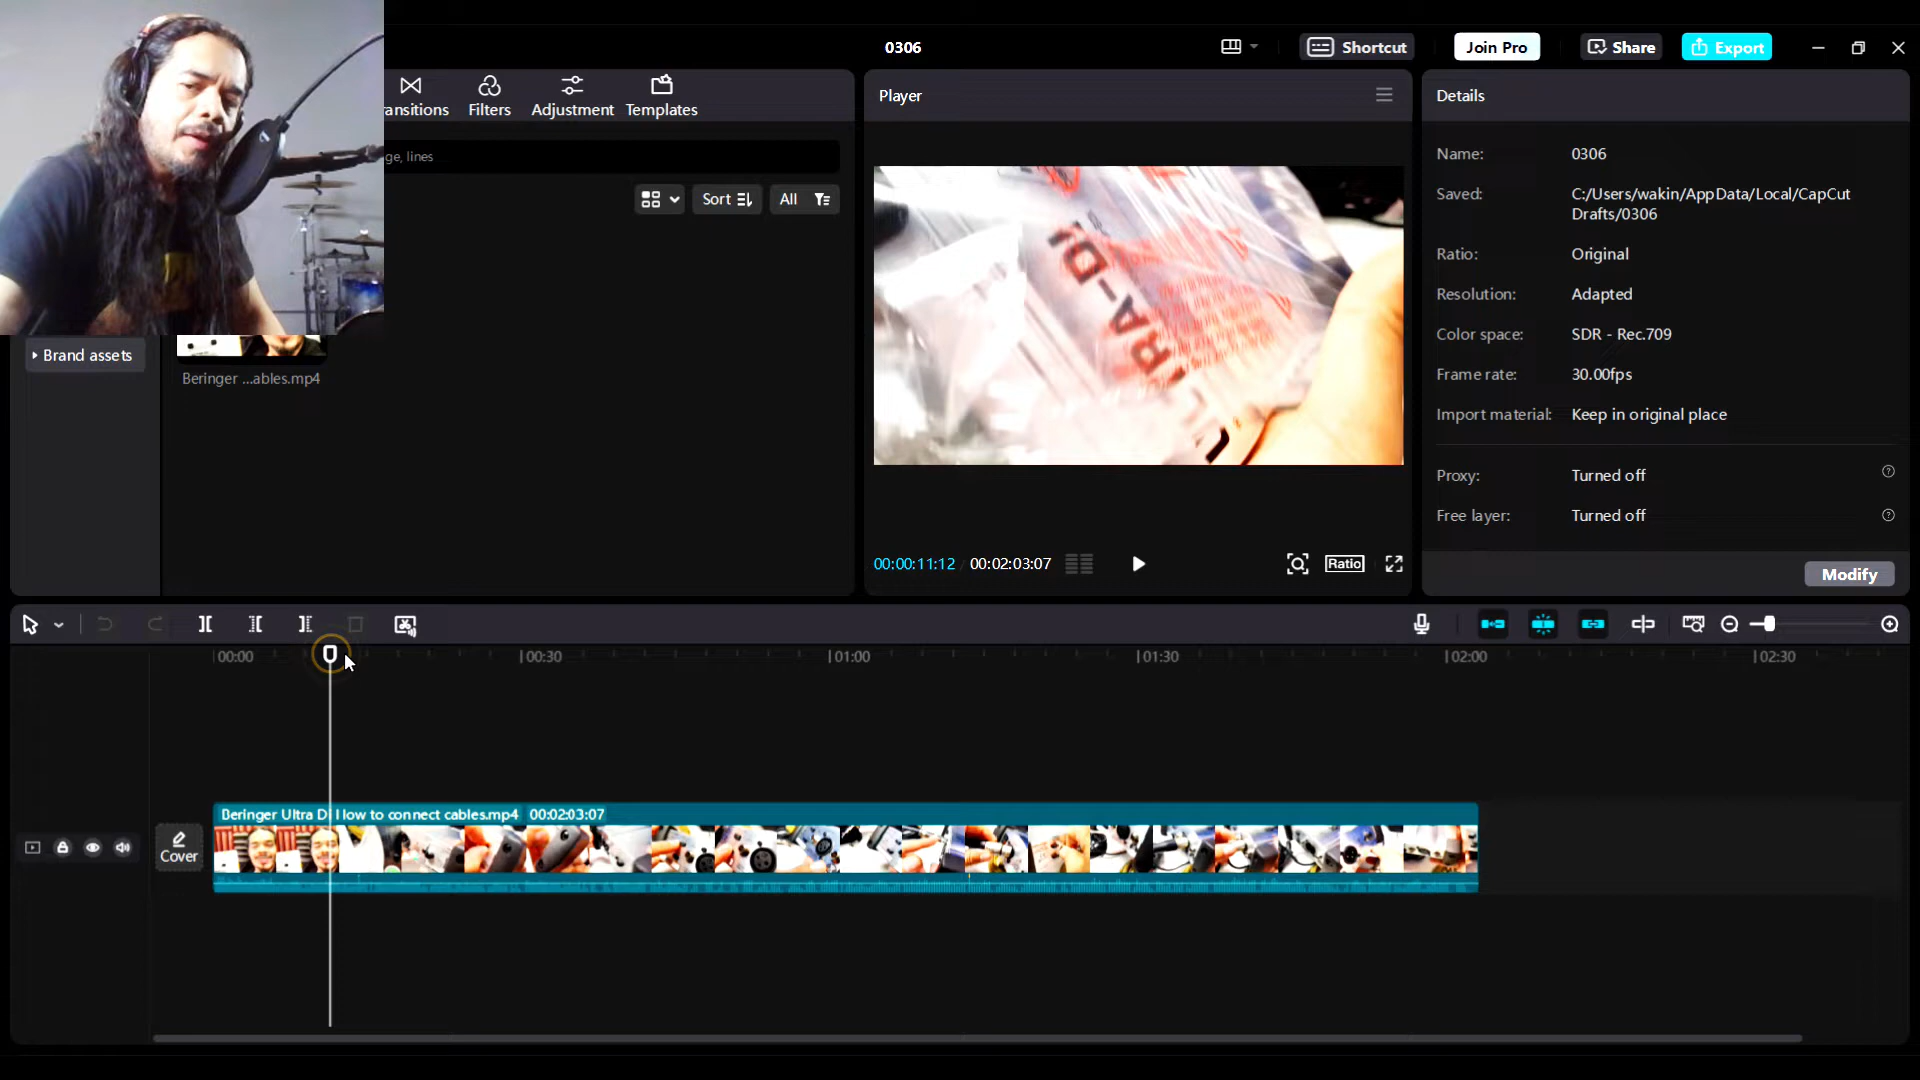 0306
Shortcut
Join Pro
Share
Export
ansitions
Filters
Adjustment
Templates
ge, lines
Sort
All
Brand assets
Beringer ...ables.mp4
Player
RA-DI
00:00:11:12 / 00:02:03:07
Ratio
Details
Name: 0306
Saved: C:/Users/wakin/AppData/Local/CapCut
Drafts/0306
Ratio: Original
Resolution: Adapted
Color space: SDR - Rec.709
Frame rate: 30.00fps
Import material: Keep in original place
Proxy: Turned off
Free layer: Turned off
Modify
00:00
00:30
01:00
01:30
02:00
02:30
Cover
Beringer Ultra DI How to connect cables.mp4 00:02:03:07